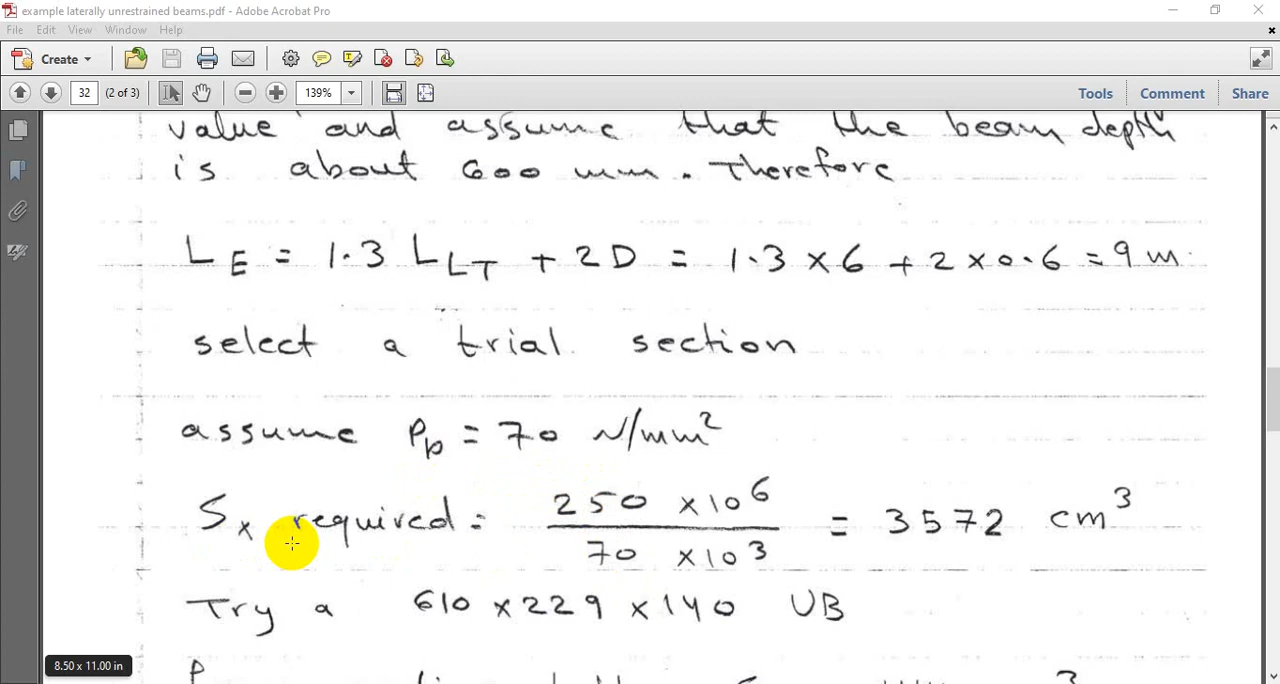 example laterally unrestrained beams.pdf - Adobe Acrobat Pro
File Edit View Window Help
Create
32 (2 of 3) 139% Tools Comment Share
value and assume that the beam depth
is about 600 mm. Therefore
L_E = 1.3 L_LT + 2D = 1.3 × 6 + 2 × 0.6 = 9 m.
select a trial section
assume P_b = 70 N/mm²
S_x required = 250 × 10⁶ / 70 × 10³ = 3572 cm³
Try a 610 × 229 × 140 UB
8.50 x 11.00 in